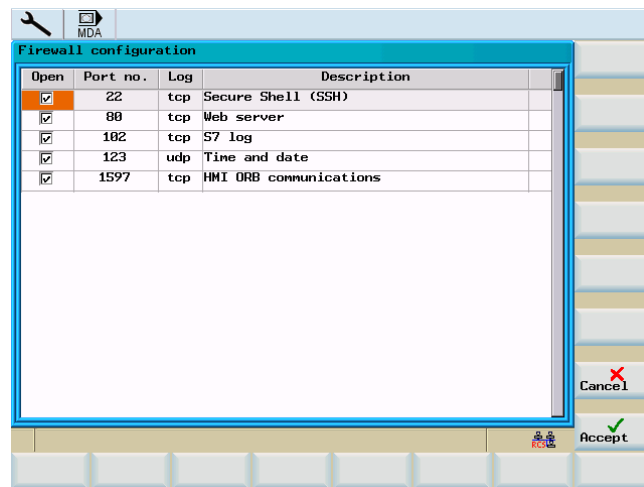 MDA
Firewall configuration
Open Port no. Log Description
22 tcp Secure Shell (SSH)
80 tcp Web server
102 tcp S7 log
123 udp Time and date
1597 tcp HMI ORB communications
Cancel
RCS
Accept